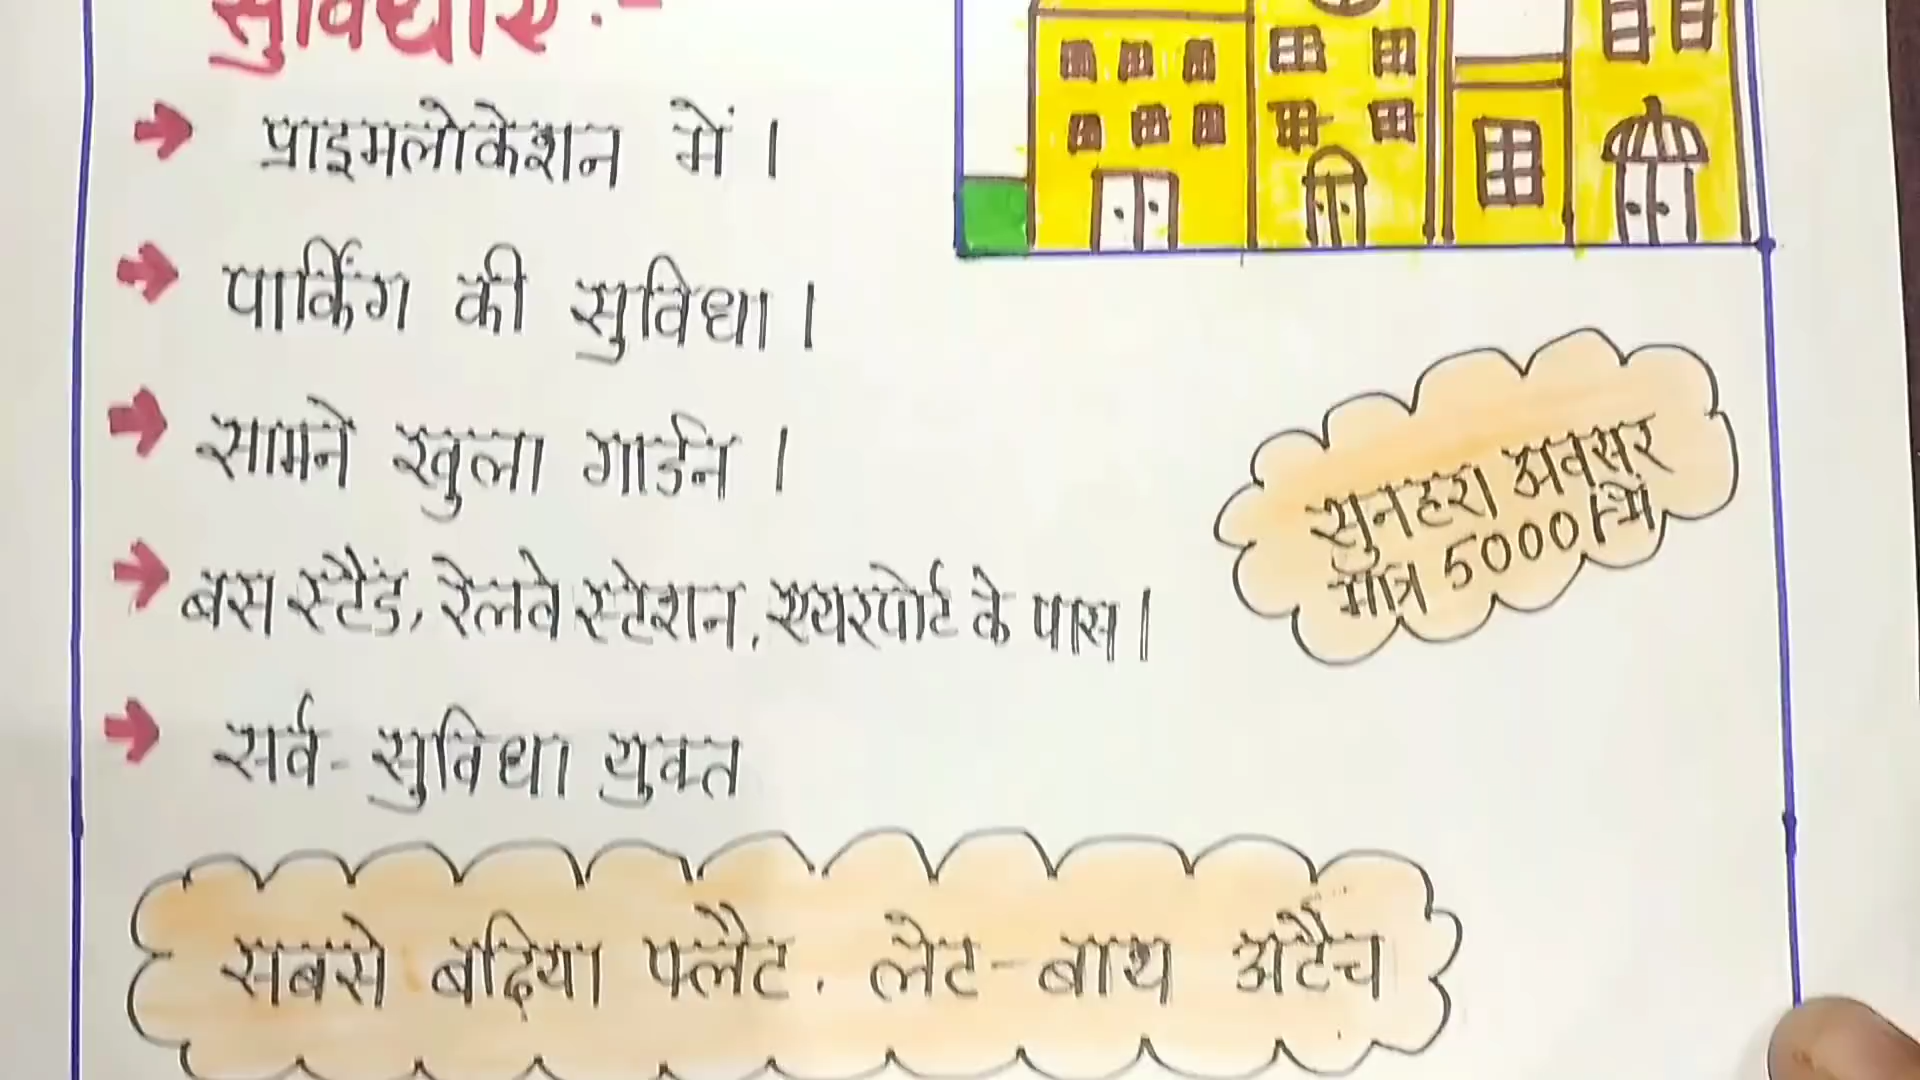 सुविधाएं :-
प्राइमलोकेशन में ।
पार्किंग की सुविधा ।
सामने खुला गार्डन ।
बस स्टैंड, रेलवे स्टेशन, एयरपोर्ट के पास ।
सर्व-सुविधा युक्त
सुनहरा अवसर
मात्र 5000/-में
सबसे बढ़िया फ्लैट. लेट-बाथ अटैच